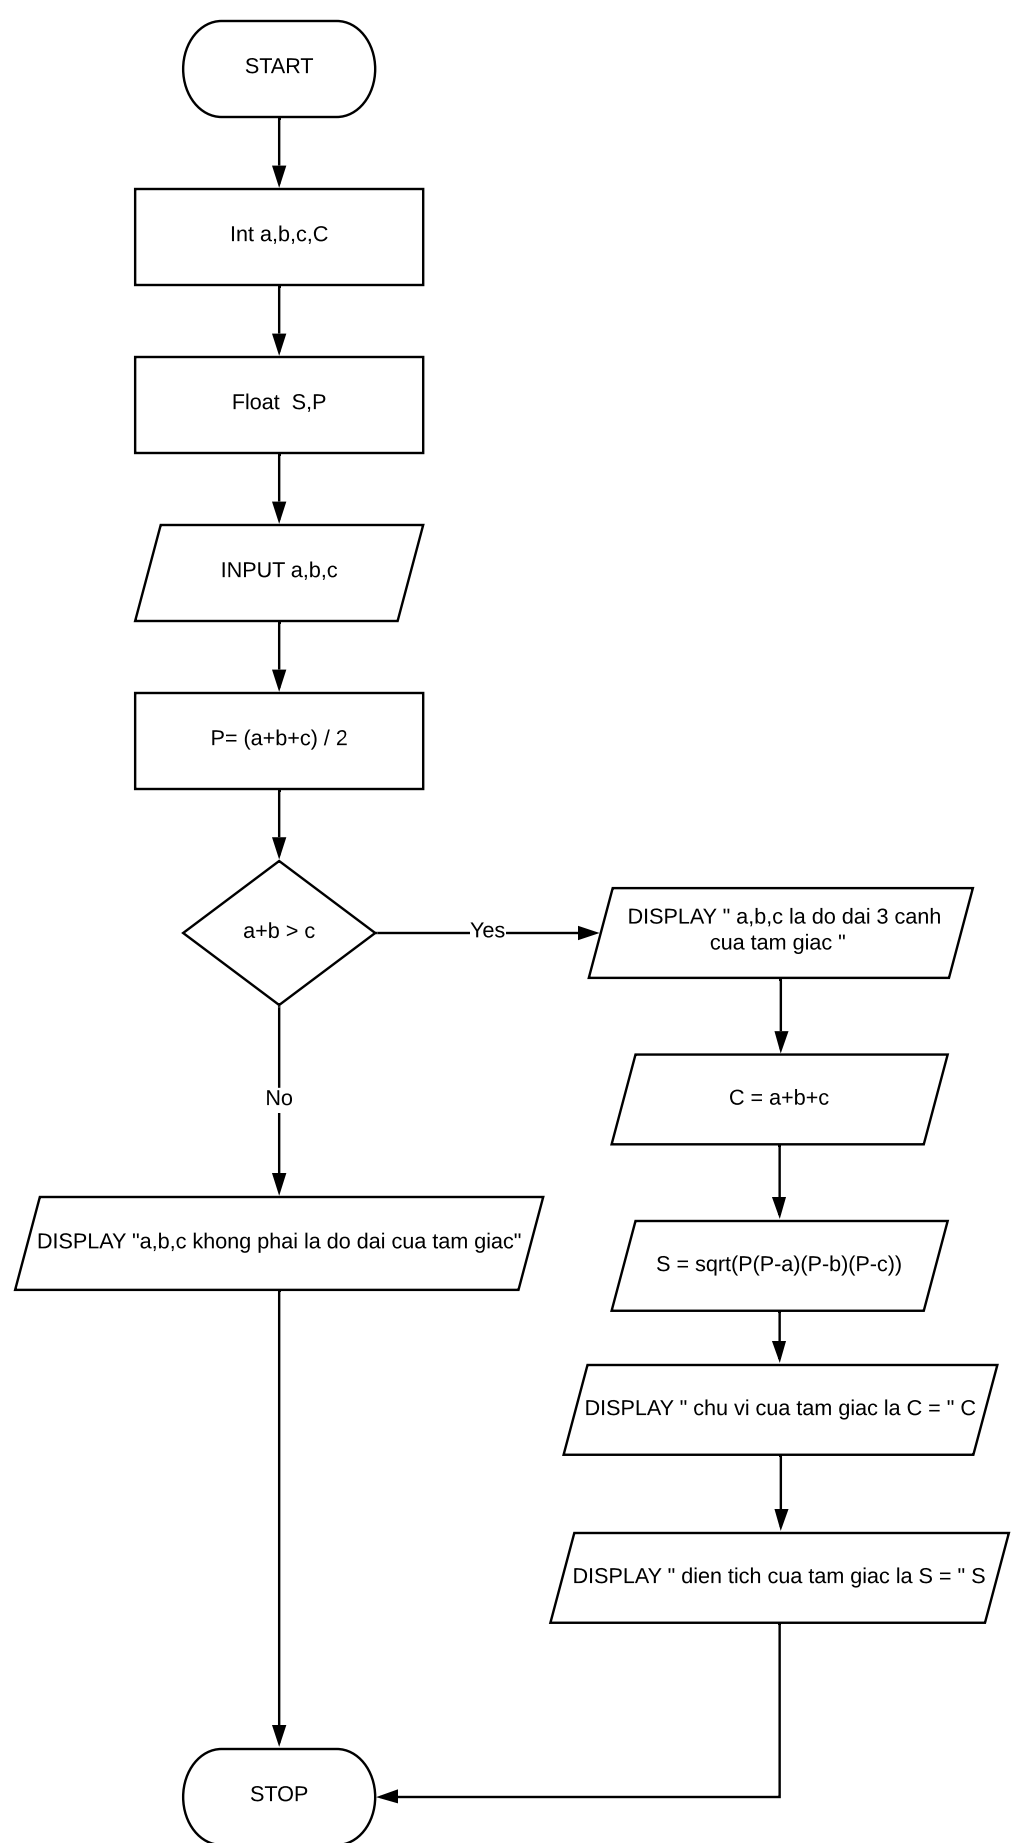 START
Int a,b,c,C
Float  S,P
INPUT a,b,c
P= (a+b+c) / 2
a+b > c
Yes
DISPLAY " a,b,c la do dai 3 canh
cua tam giac "
No
C = a+b+c
DISPLAY "a,b,c khong phai la do dai cua tam giac"
S = sqrt(P(P-a)(P-b)(P-c))
DISPLAY " chu vi cua tam giac la C = " C
DISPLAY " dien tich cua tam giac la S = " S
STOP